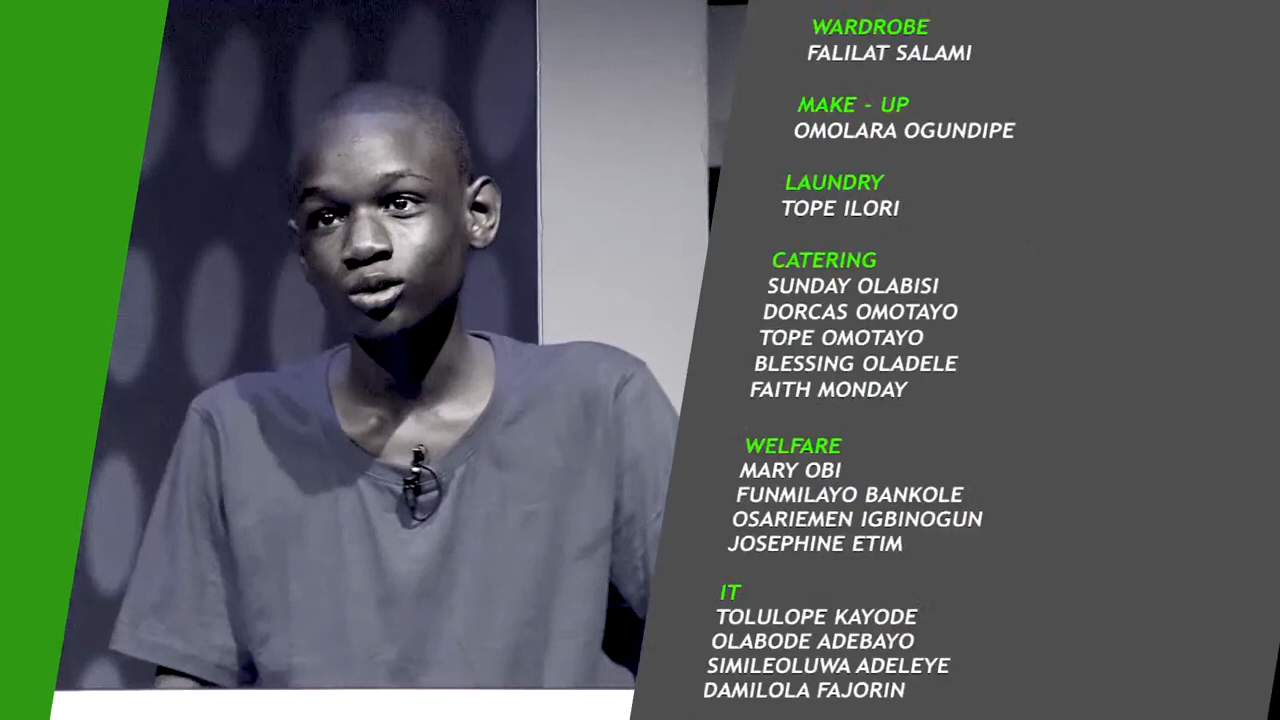 WARDROBE
FALILAT SALAMI
MAKE - UP
OMOLARA OGUNDIPE
LAUNDRY
TOPE ILORI
CATERING
SUNDAY OLABISI
DORCAS OMOTAYO
TOPE OMOTAYO
BLESSING OLADELE
FAITH MONDAY
WELFARE
MARY OBI
FUNMILAYO BANKOLE
OSARIEMEN IGBINOGUN
JOSEPHINE ETIM
IT
TOLULOPE KAYODE
OLABODE ADEBAYO
SIMILEOLUWA ADELEYE
DAMILOLA FAJORIN